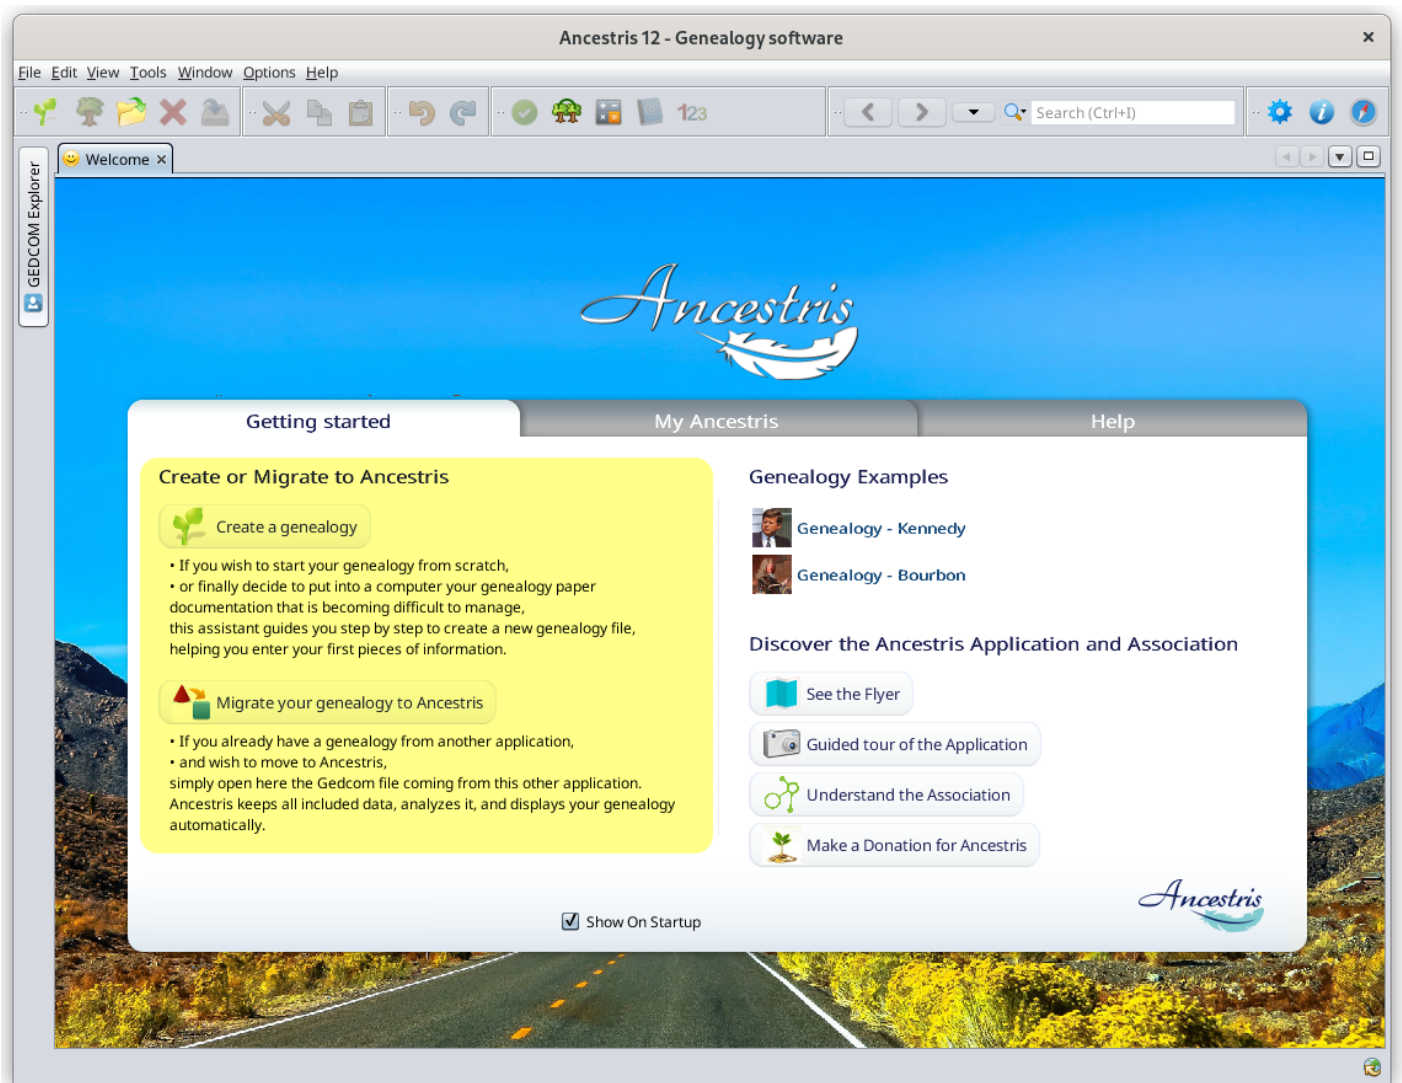 Ancestris 12 - Genealogy software
File Edit View Tools Window Options Help
123
Search (Ctrl+I)
Welcome
GEDCOM Explorer
Ancestris
Getting started
My Ancestris
Help
Create or Migrate to Ancestris
Create a genealogy
• If you wish to start your genealogy from scratch,
• or finally decide to put into a computer your genealogy paper
documentation that is becoming difficult to manage,
this assistant guides you step by step to create a new genealogy file,
helping you enter your first pieces of information.
Migrate your genealogy to Ancestris
• If you already have a genealogy from another application,
• and wish to move to Ancestris,
simply open here the Gedcom file coming from this other application.
Ancestris keeps all included data, analyzes it, and displays your genealogy
automatically.
Genealogy Examples
Genealogy - Kennedy
Genealogy - Bourbon
Discover the Ancestris Application and Association
See the Flyer
Guided tour of the Application
Understand the Association
Make a Donation for Ancestris
Ancestris
Show On Startup